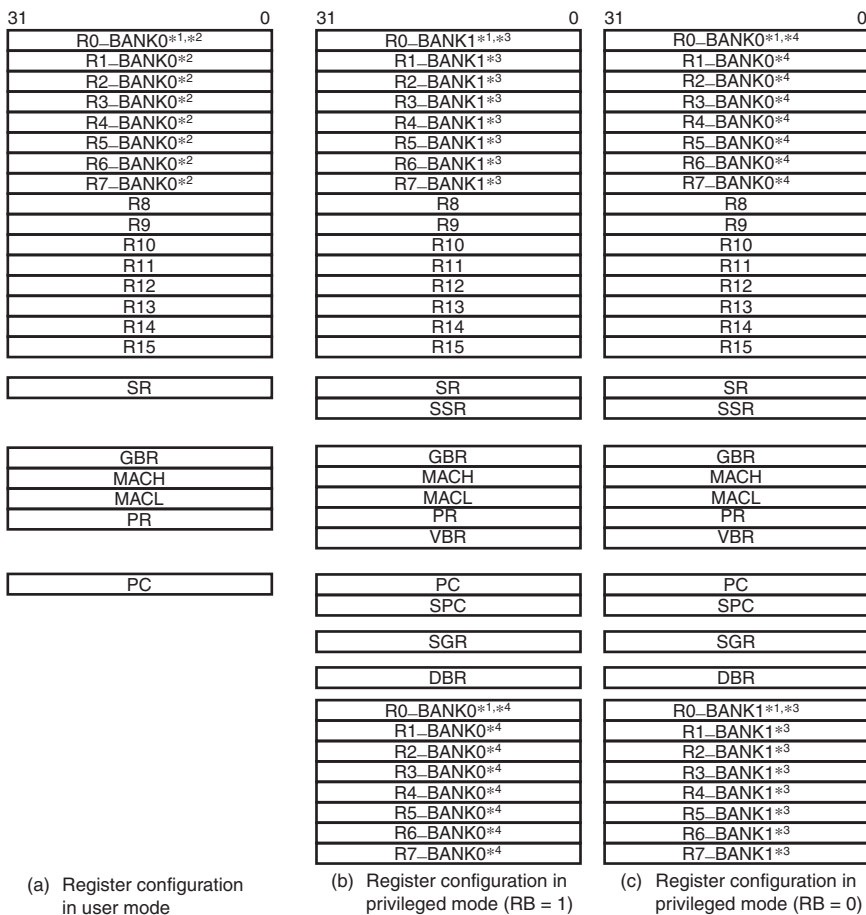 31 0
R0_BANK0*1,*2
R1_BANK0*2
R2_BANK0*2
R3_BANK0*2
R4_BANK0*2
R5_BANK0*2
R6_BANK0*2
R7_BANK0*2
R8
R9
R10
R11
R12
R13
R14
R15
SR
GBR
MACH
MACL
PR
PC
(a) Register configuration
in user mode
31 0
R0_BANK1*1,*3
R1_BANK1*3
R2_BANK1*3
R3_BANK1*3
R4_BANK1*3
R5_BANK1*3
R6_BANK1*3
R7_BANK1*3
R8
R9
R10
R11
R12
R13
R14
R15
SR
SSR
GBR
MACH
MACL
PR
VBR
PC
SPC
SGR
DBR
R0_BANK0*1,*4
R1_BANK0*4
R2_BANK0*4
R3_BANK0*4
R4_BANK0*4
R5_BANK0*4
R6_BANK0*4
R7_BANK0*4
(b) Register configuration in
privileged mode (RB = 1)
31 0
R0_BANK0*1,*4
R1_BANK0*4
R2_BANK0*4
R3_BANK0*4
R4_BANK0*4
R5_BANK0*4
R6_BANK0*4
R7_BANK0*4
R8
R9
R10
R11
R12
R13
R14
R15
SR
SSR
GBR
MACH
MACL
PR
VBR
PC
SPC
SGR
DBR
R0_BANK1*1,*3
R1_BANK1*3
R2_BANK1*3
R3_BANK1*3
R4_BANK1*3
R5_BANK1*3
R6_BANK1*3
R7_BANK1*3
(c) Register configuration in
privileged mode (RB = 0)